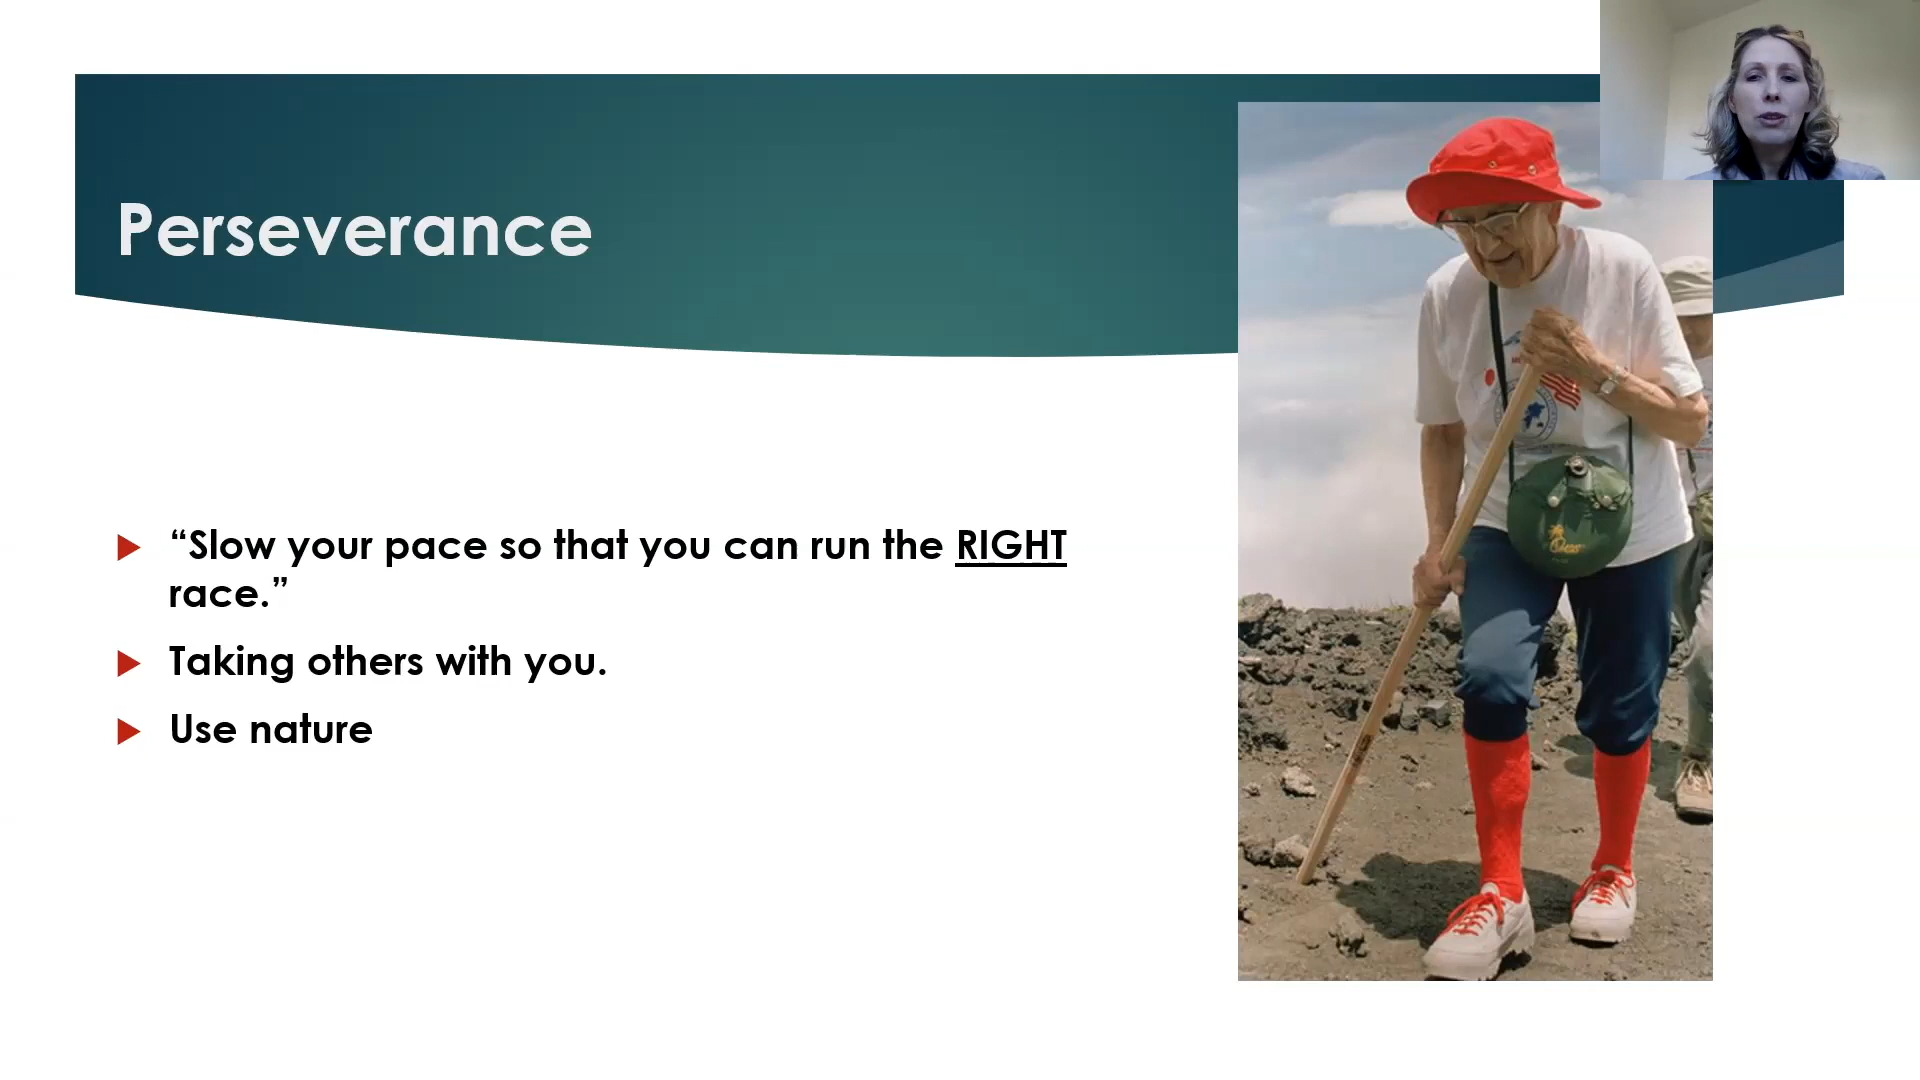 Perseverance
“Slow your pace so that you can run the RIGHT
race.”
Taking others with you.
Use nature